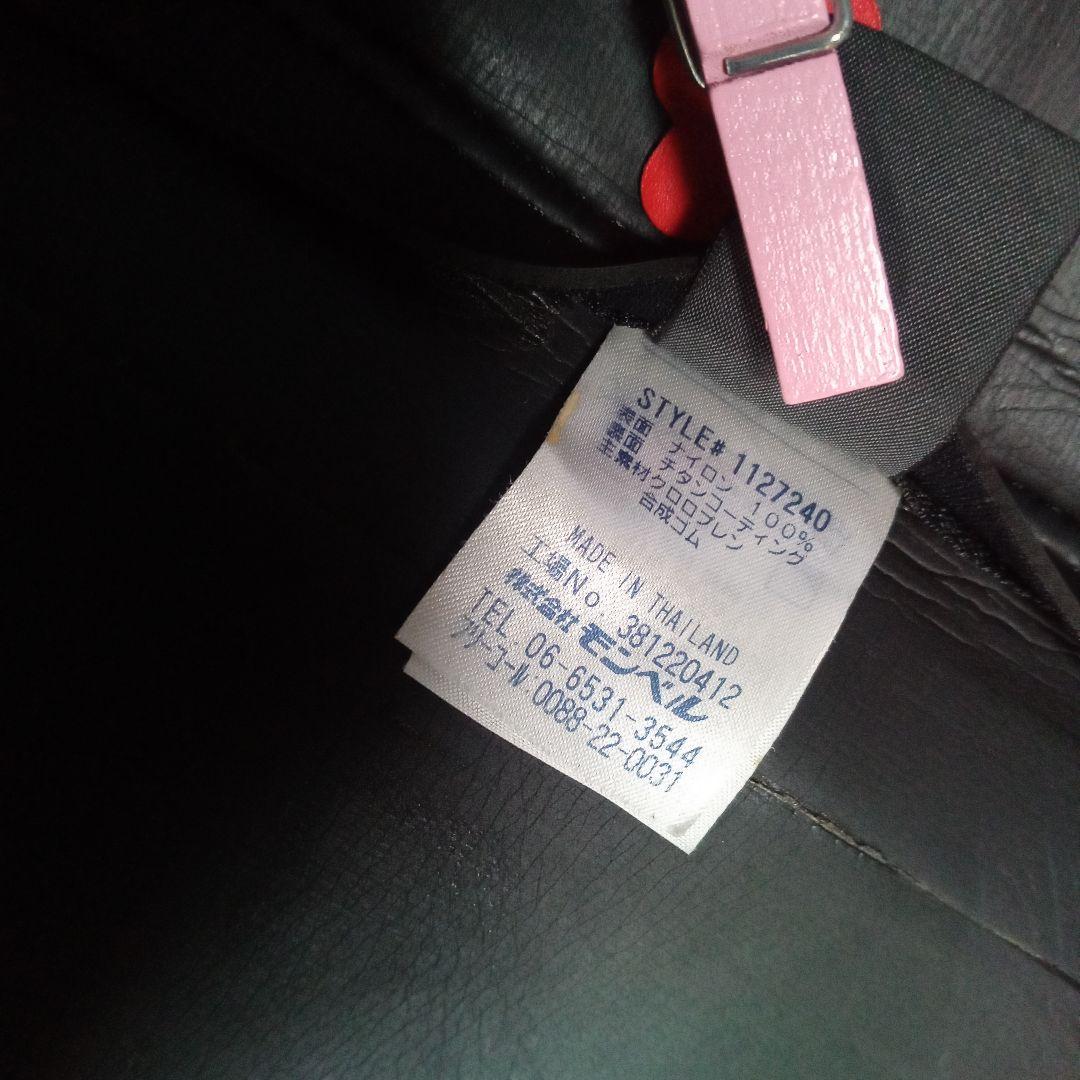 STYLE# 1127240
表面 ナイロン 100%
裏面 チタンコーティング
主素材 クロロプレン
合成ゴム
MADE IN THAILAND
工場No. 381220412
株式会社 モンベル
TEL 06-6531-3544
フリーコール:0088-22-0031